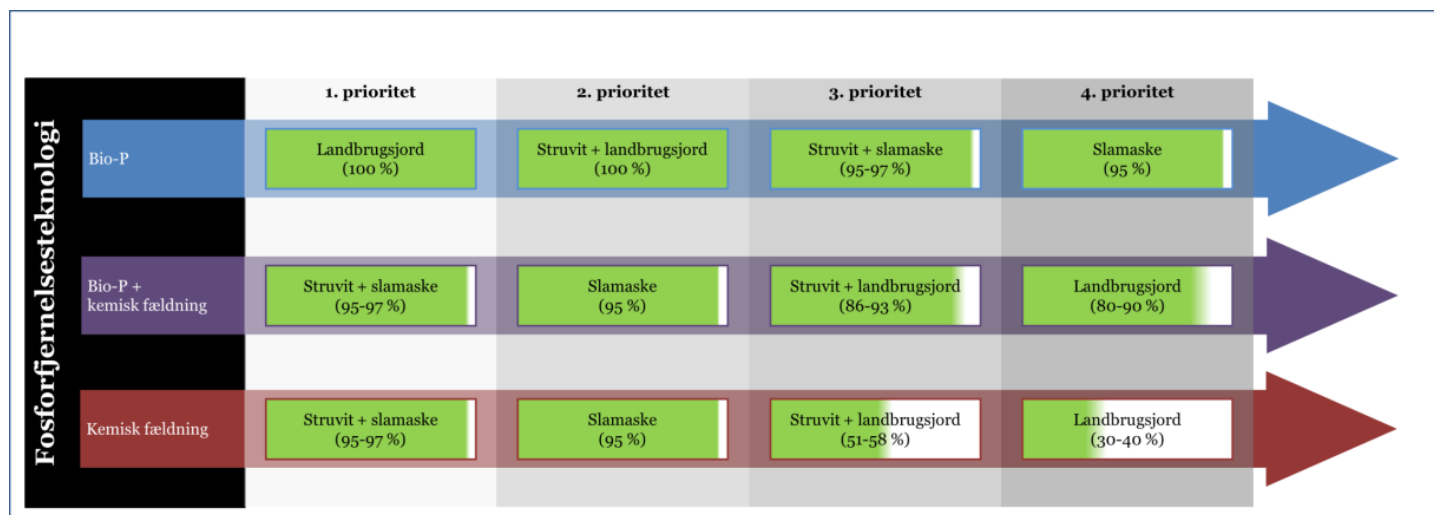 Fosforfjernelsesteknologi
1. prioritet
2. prioritet
3. prioritet
4. prioritet
Bio-P
Landbrugsjord
(100 %)
Struvit + landbrugsjord
(100 %)
Struvit + slamaske
(95-97 %)
Slamaske
(95 %)
Bio-P +
kemisk fældning
Struvit + slamaske
(95-97 %)
Slamaske
(95 %)
Struvit + landbrugsjord
(86-93 %)
Landbrugsjord
(80-90 %)
Kemisk fældning
Struvit + slamaske
(95-97 %)
Slamaske
(95 %)
Struvit + landbrugsjord
(51-58 %)
Landbrugsjord
(30-40 %)